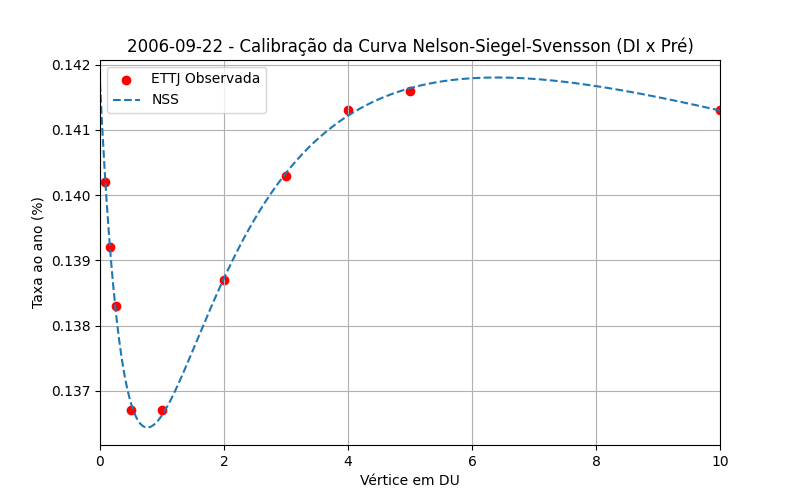 2006-09-22 - Calibração da Curva Nelson-Siegel-Svensson (DI x Pré)
ETTJ Observada
NSS
Taxa ao ano (%)
0.142
0.141
0.140
0.139
0.138
0.137
0
2
4
6
8
10
Vértice em DU